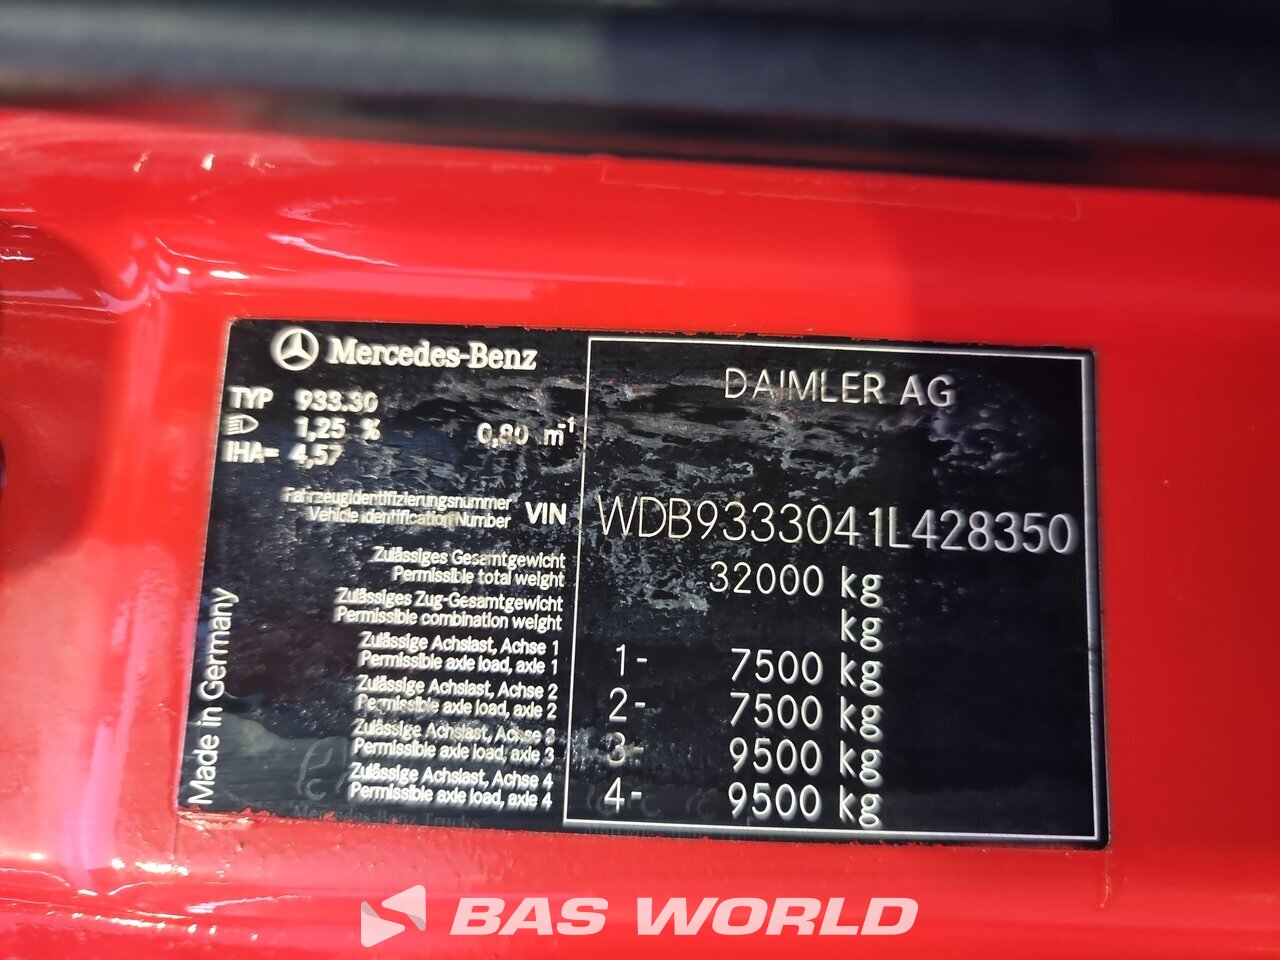 Mercedes-Benz
DAIMLER AG
TYP 933.30
1,25 % 0,80 m⁻¹
IHA= 4,57
Fahrzeugidentifizierungsnummer
Vehicle identification Number
VIN WDB9333041L428350
Zulässiges Gesamtgewicht
Permissible total weight
32000 kg
Zulässiges Zug-Gesamtgewicht
Permissible combination weight
kg
Zulässige Achslast, Achse 1
Permissible axle load, axle 1
1- 7500 kg
Zulässige Achslast, Achse 2
Permissible axle load, axle 2
2- 7500 kg
Zulässige Achslast, Achse 3
Permissible axle load, axle 3
3- 9500 kg
Zulässige Achslast, Achse 4
Permissible axle load, axle 4
4- 9500 kg
Made in Germany
Mercedes-Benz Trucks
BAS WORLD